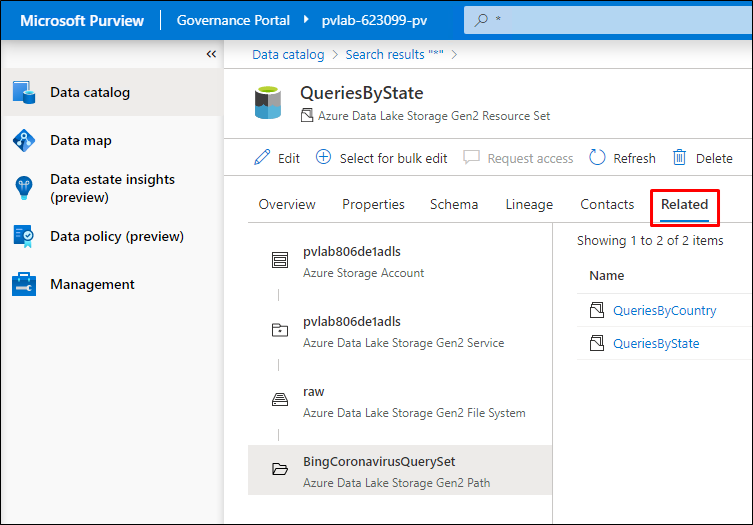 Microsoft Purview
Governance Portal
pvlab-623099-pv
*
Data catalog
Data map
Data estate insights
(preview)
Data policy (preview)
Management
Data catalog
Search results "*"
QueriesByState
Azure Data Lake Storage Gen2 Resource Set
Edit
Select for bulk edit
Request access
Refresh
Delete
Overview
Properties
Schema
Lineage
Contacts
Related
pvlab806de1adls
Azure Storage Account
pvlab806de1adls
Azure Data Lake Storage Gen2 Service
raw
Azure Data Lake Storage Gen2 File System
BingCoronavirusQuerySet
Azure Data Lake Storage Gen2 Path
Showing 1 to 2 of 2 items
Name
QueriesByCountry
QueriesByState